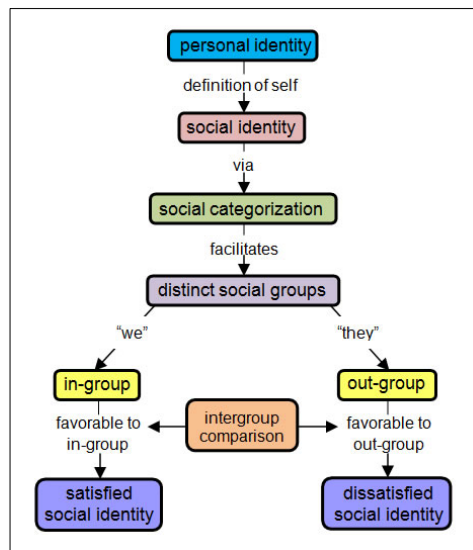 personal identity
definition of self
social identity
via
social categorization
facilitates
distinct social groups
“we”
“they”
in-group
out-group
favorable to
in-group
intergroup
comparison
favorable to
out-group
satisfied
social identity
dissatisfied
social identity